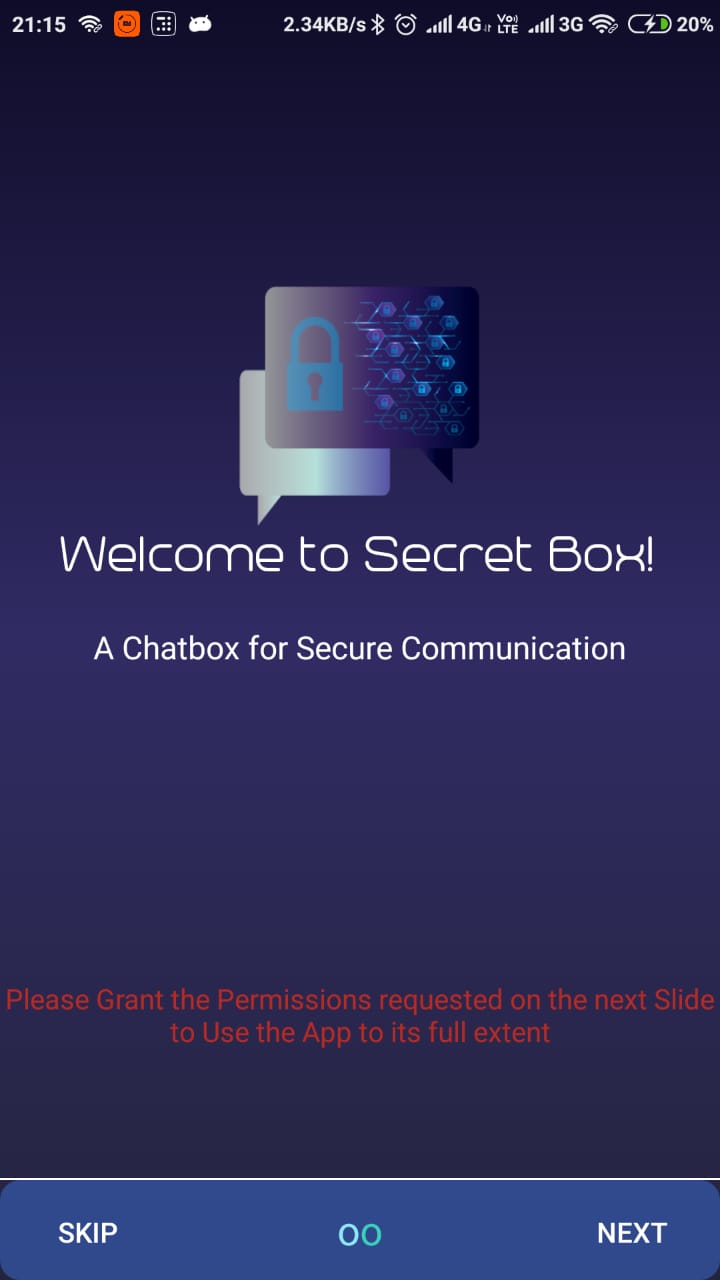 21:15 2.34KB/s 4G Vo) LTE 3G 20%
Welcome to Secret Box!
A Chatbox for Secure Communication
Please Grant the Permissions requested on the next Slide
to Use the App to its full extent
SKIP NEXT